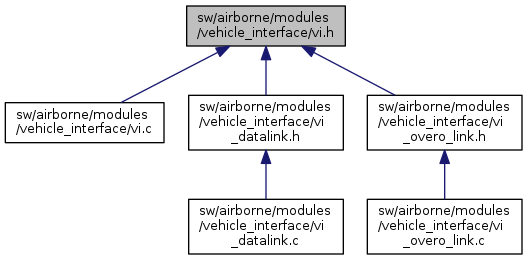 sw/airborne/modules
/vehicle_interface/vi.h
sw/airborne/modules
/vehicle_interface/vi.c
sw/airborne/modules
/vehicle_interface/vi
_datalink.h
sw/airborne/modules
/vehicle_interface/vi
_overo_link.h
sw/airborne/modules
/vehicle_interface/vi
_datalink.c
sw/airborne/modules
/vehicle_interface/vi
_overo_link.c